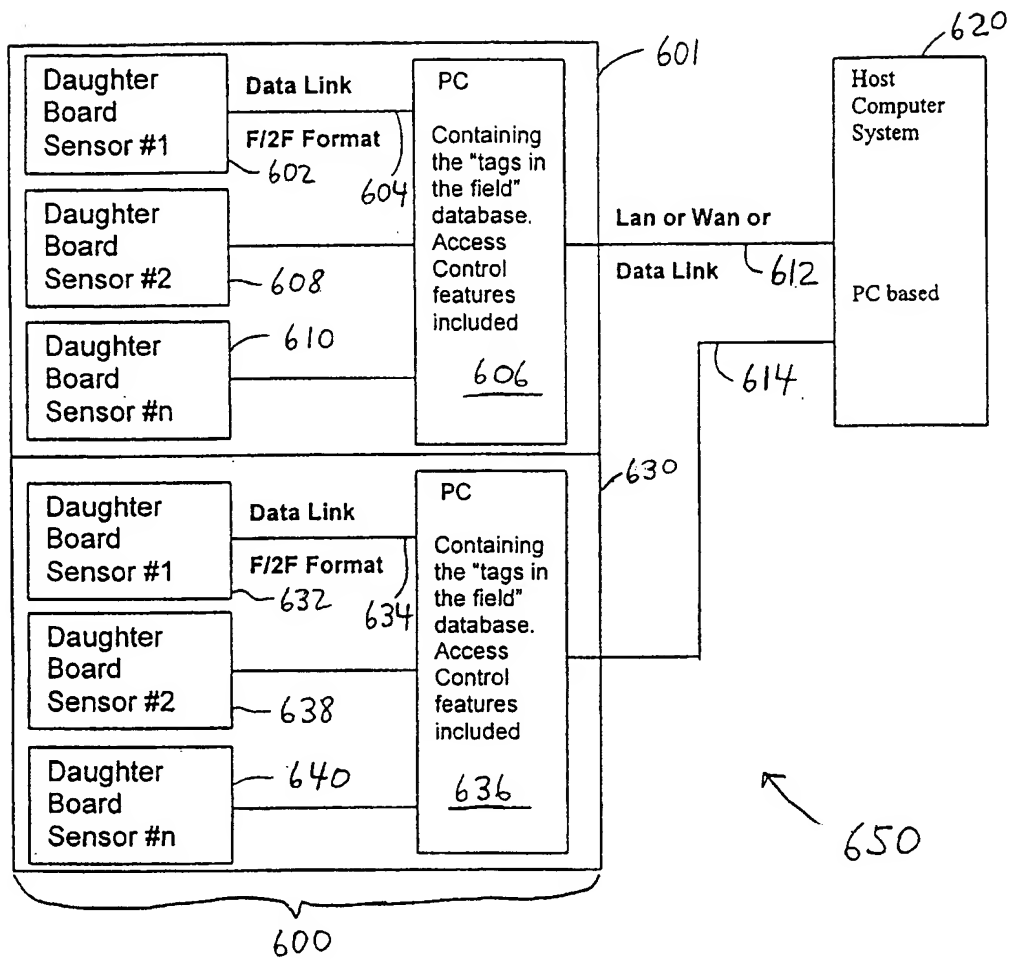 601
620
Daughter
Board
Sensor #1
Data Link
F/2F Format
602
604
PC
Containing
the "tags in
the field"
database.
Access
Control
features
included
606
Host
Computer
System
PC based
Daughter
Board
Sensor #2
608
Lan or Wan or
Data Link
612
Daughter
Board
Sensor #n
610
614
630
Daughter
Board
Sensor #1
Data Link
F/2F Format
632
634
PC
Containing
the "tags in
the field"
database.
Access
Control
features
included
636
Daughter
Board
Sensor #2
638
Daughter
Board
Sensor #n
640
650
600